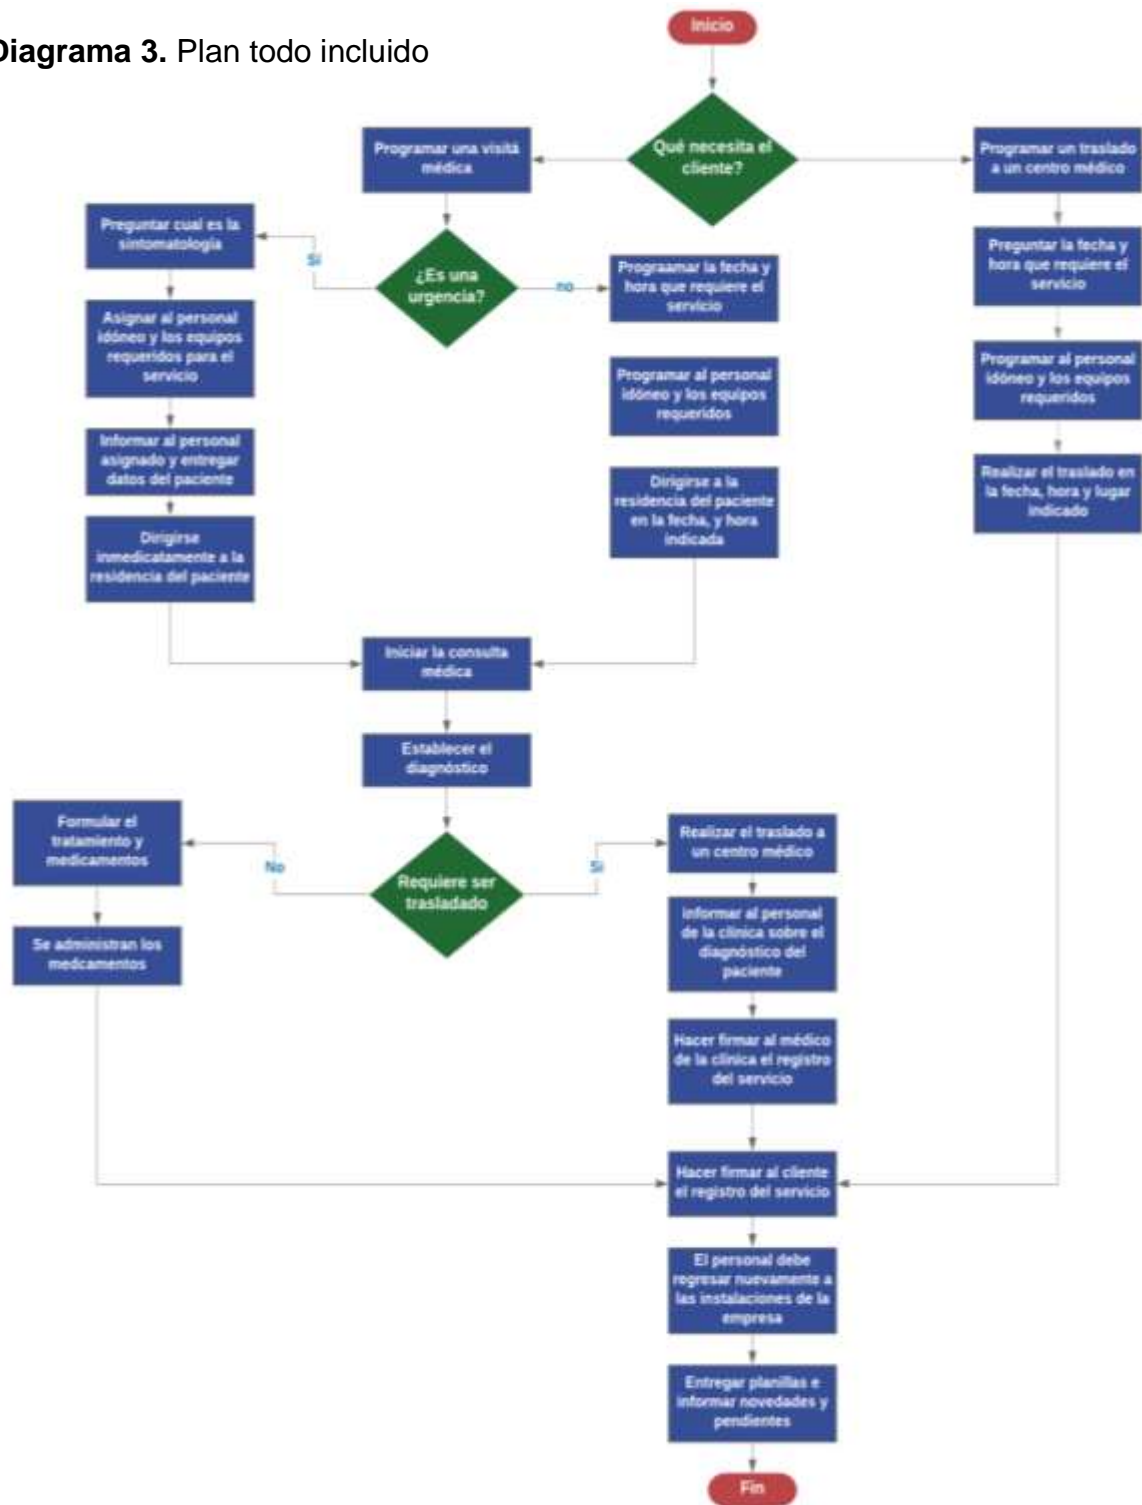 Diagrama 3. Plan todo incluido
Inicio
Qué necesita el
cliente?
Programar una visitá
médica
Programar un traslado
a un centro médico
Preguntar cual es la
sintomatología
Si
¿Es una
urgencia?
no
Prograamar la fecha y
hora que requiere el
servicio
Preguntar la fecha y
hora que requiere el
servicio
Asignar al personal
idóneo y los equipos
requeridos para el
servicio
Programar al personal
idóneo y los equipos
requeridos
Programar al personal
idóneo y los equipos
requeridos
Informar al personal
asignado y entregar
datos del paciente
Dirigirse a la
residencia del paciente
en la fecha, y hora
indicada
Realizar el traslado en
la fecha, hora y lugar
indicado
Dirigirse
inmedicatamente a la
residencia del paciente
Iniciar la consulta
médica
Establecer el
diagnóstico
Formular el
tratamiento y
medicamentos
No
Requiere ser
trasladado
Si
Realizar el traslado a
un centro médico
Se administran los
medcamentos
informar al personal
de la clínica sobre el
diagnóstico del
paciente
Hacer firmar al médico
de la clínica el registro
del servicio
Hacer firmar al cliente
el registro del servicio
El personal debe
regresar nuevamente a
las instalaciones de la
empresa
Entregar planillas e
informar novedades y
pendientes
Fin